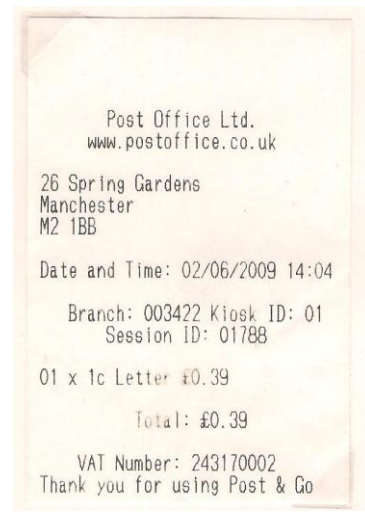 Post Office Ltd.
www.postoffice.co.uk
26 Spring Gardens
Manchester
M2 1BB
Date and Time: 02/06/2009 14:04
Branch: 003422 Kiosk ID: 01
Session ID: 01788
01 x 1c Letter £0.39
Total: £0.39
VAT Number: 243170002
Thank you for using Post & Go